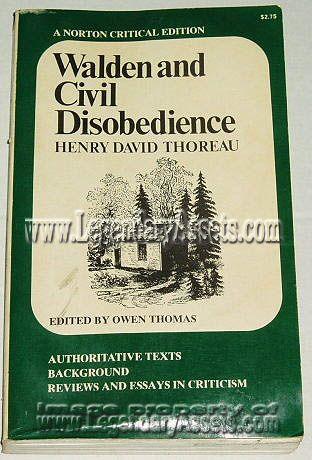 A NORTON CRITICAL EDITION
$2.75
Walden and
Civil
Disobedience
HENRY DAVID THOREAU
www.LegendaryAssets.com
EDITED BY OWEN THOMAS
AUTHORITATIVE TEXTS
BACKGROUND
REVIEWS AND ESSAYS IN CRITICISM
Image property of
www.LegendaryAssets.com